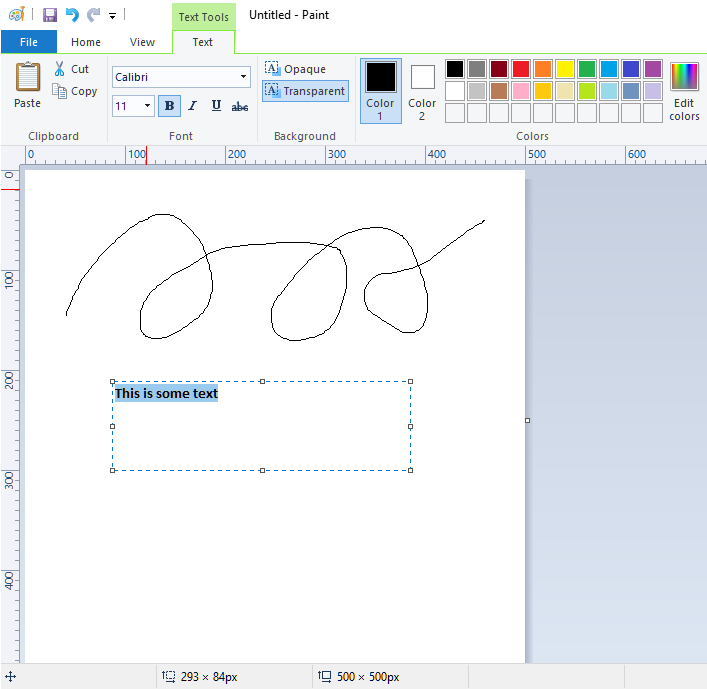 Text Tools Untitled - Paint
File Home View Text
Paste Cut Copy
Clipboard
Calibri
11 B I U abc
Font
Opaque
Transparent
Background
Color 1
Color 2
Edit colors
Colors
0 100 200 300 400 500 600
0
100
200
300
400
This is some text
293 × 84px 500 × 500px